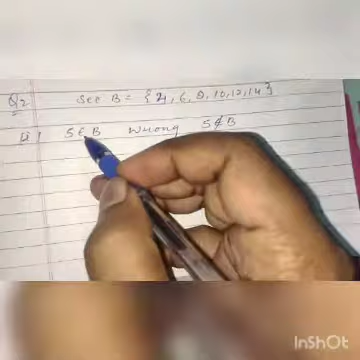 Q2 Set B = {4, 6, 8, 10, 12, 14}
(i) 5 ∈ B Wrong 5 ∉ B
InShOt